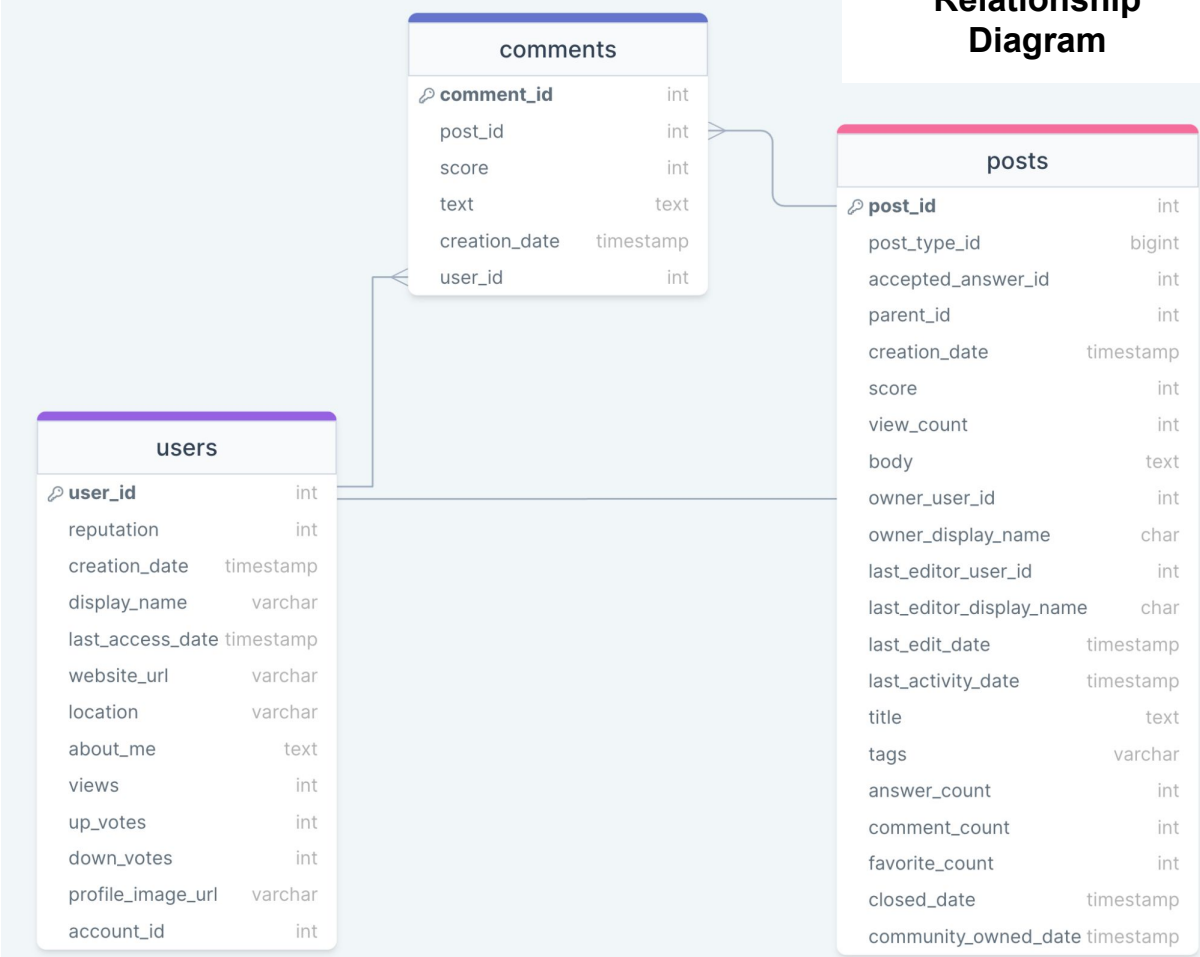 Relationship
Diagram
comments
comment_id int
post_id int
score int
text text
creation_date timestamp
user_id int
posts
post_id int
post_type_id bigint
accepted_answer_id int
parent_id int
creation_date timestamp
score int
view_count int
body text
owner_user_id int
owner_display_name char
last_editor_user_id int
last_editor_display_name char
last_edit_date timestamp
last_activity_date timestamp
title text
tags varchar
answer_count int
comment_count int
favorite_count int
closed_date timestamp
community_owned_date timestamp
users
user_id int
reputation int
creation_date timestamp
display_name varchar
last_access_date timestamp
website_url varchar
location varchar
about_me text
views int
up_votes int
down_votes int
profile_image_url varchar
account_id int